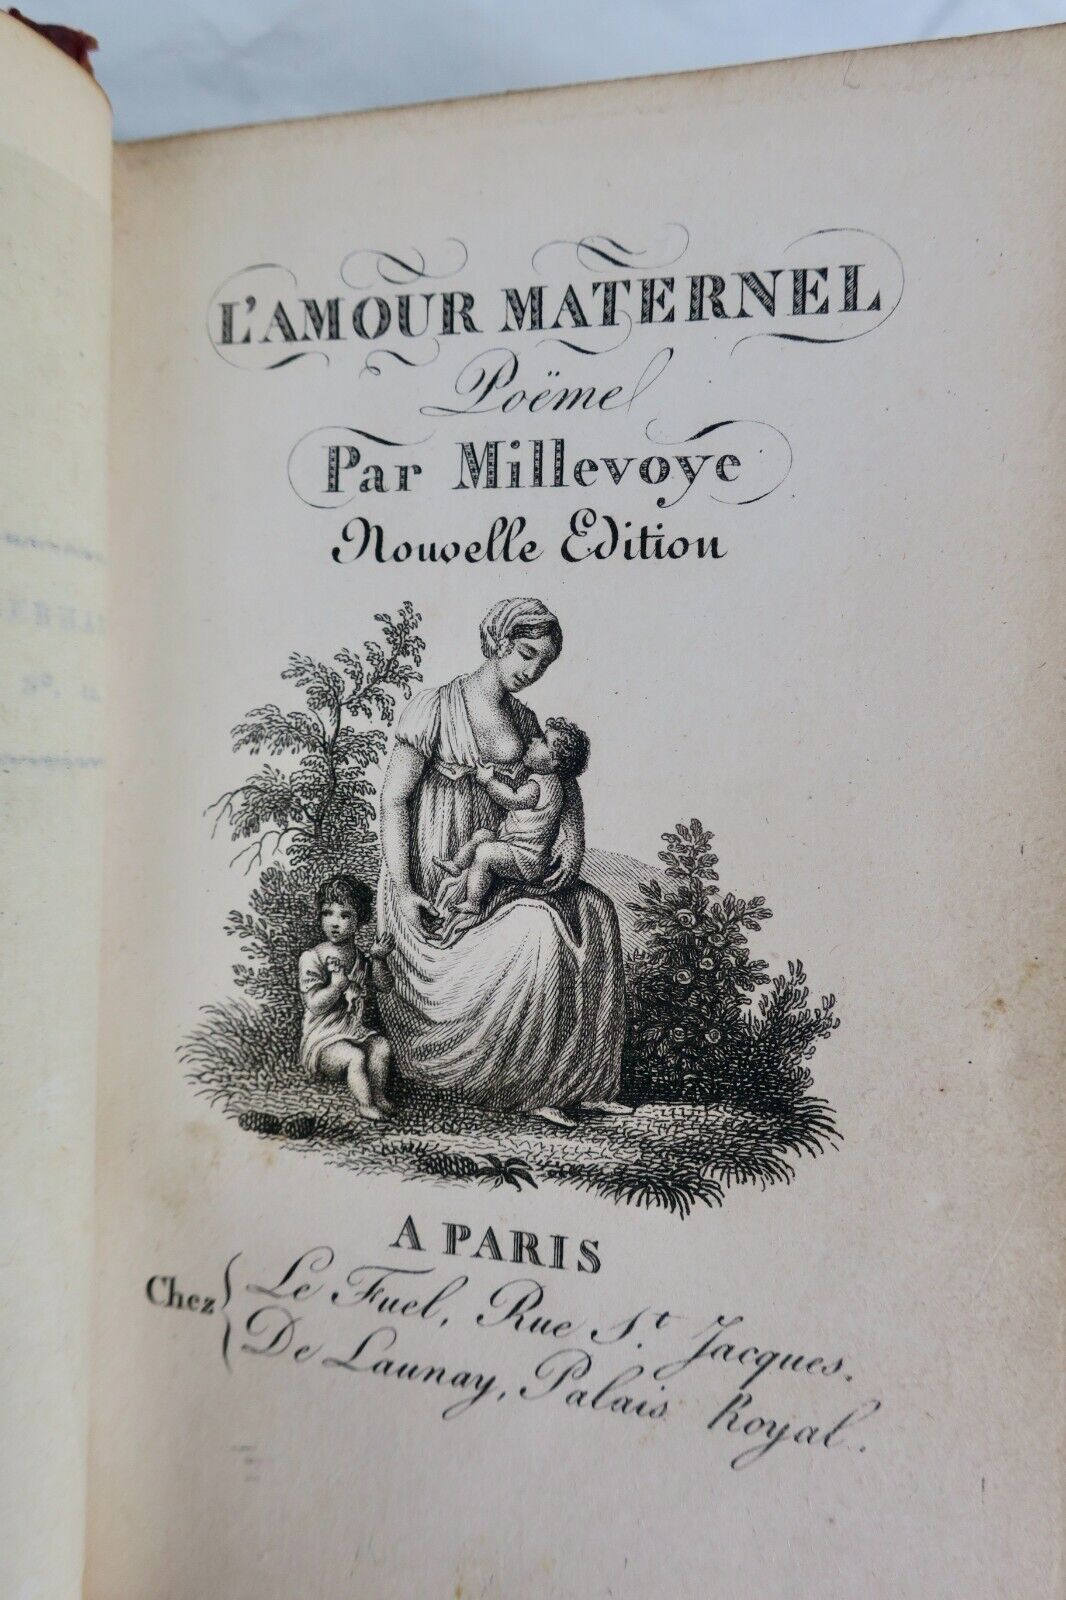 L'AMOUR MATERNEL
Poëme
Par Millevoye
Nouvelle Edition
A PARIS
Chez
Le Fuel, Rue St. Jacques.
De Launay, Palais Royal.